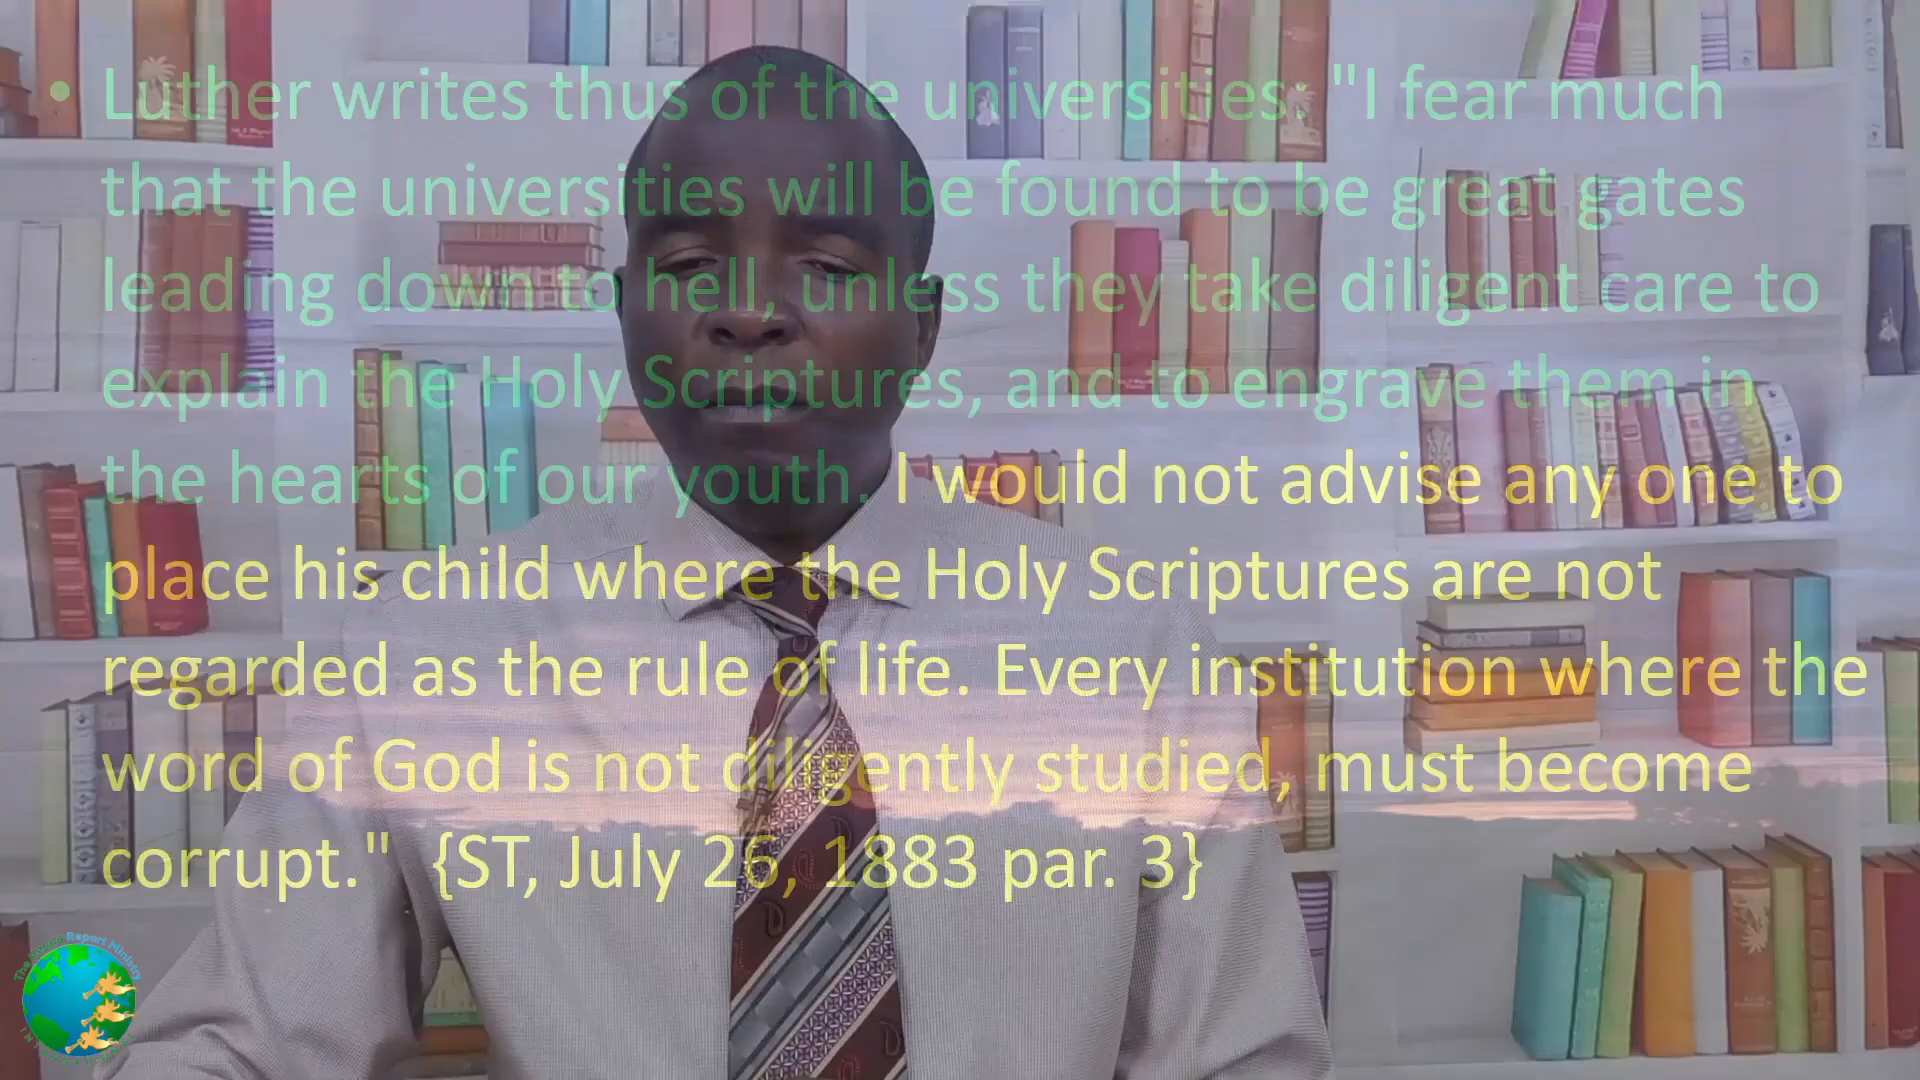 • Luther writes thus of the universities: "I fear much
that the universities will be found to be great gates
leading down to hell, unless they take diligent care to
explain the Holy Scriptures, and to engrave them in
the hearts of our youth. I would not advise any one to
place his child where the Holy Scriptures are not
regarded as the rule of life. Every institution where the
word of God is not diligently studied, must become
corrupt." {ST, July 26, 1883 par. 3}
Report Ministry